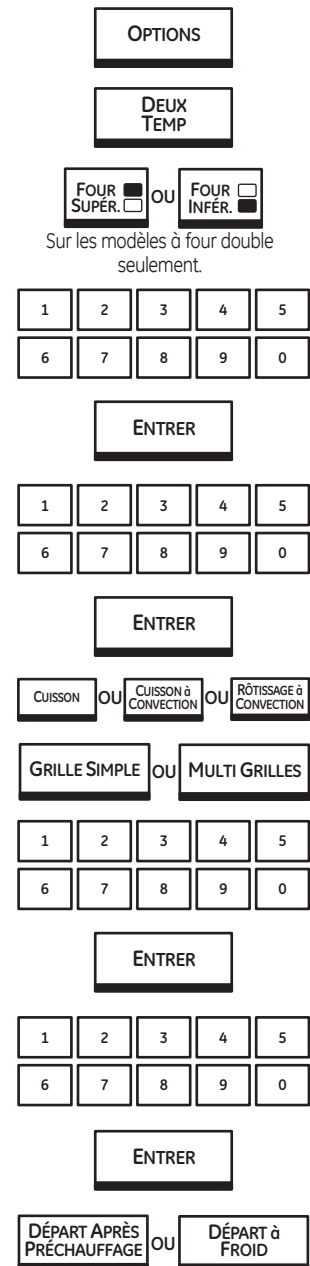 OPTIONS
DEUX
TEMP
FOUR
SUPÉR.
OU
FOUR
INFÉR.
Sur les modèles à four double
seulement.
1 2 3 4 5
6 7 8 9 0
ENTRER
1 2 3 4 5
6 7 8 9 0
ENTRER
CUISSON OU CUISSON à
CONVECTION OU RÔTISSAGE à
CONVECTION
GRILLE SIMPLE OU MULTI GRILLES
1 2 3 4 5
6 7 8 9 0
ENTRER
1 2 3 4 5
6 7 8 9 0
ENTRER
DÉPART APRÈS
PRÉCHAUFFAGE
OU
DÉPART à
FROID